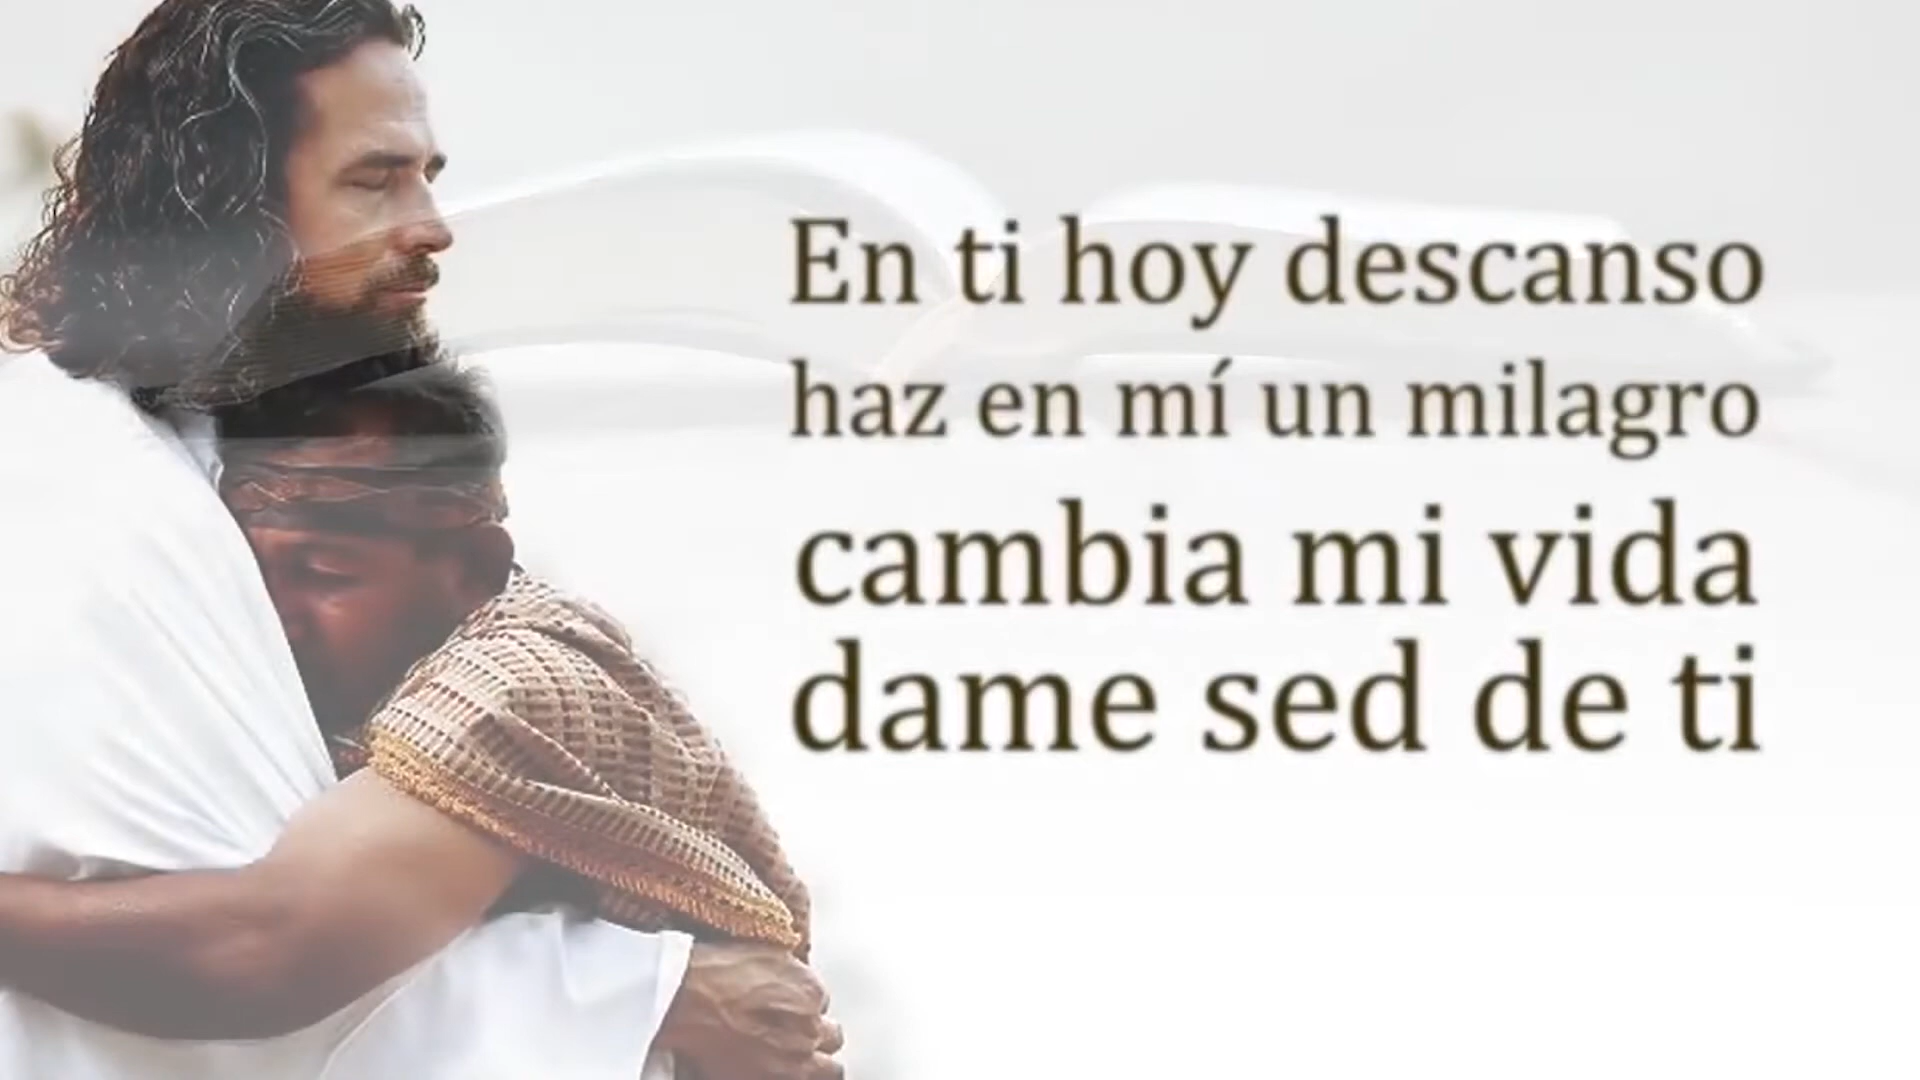 En ti hoy descanso
haz en mí un milagro
cambia mi vida
dame sed de ti